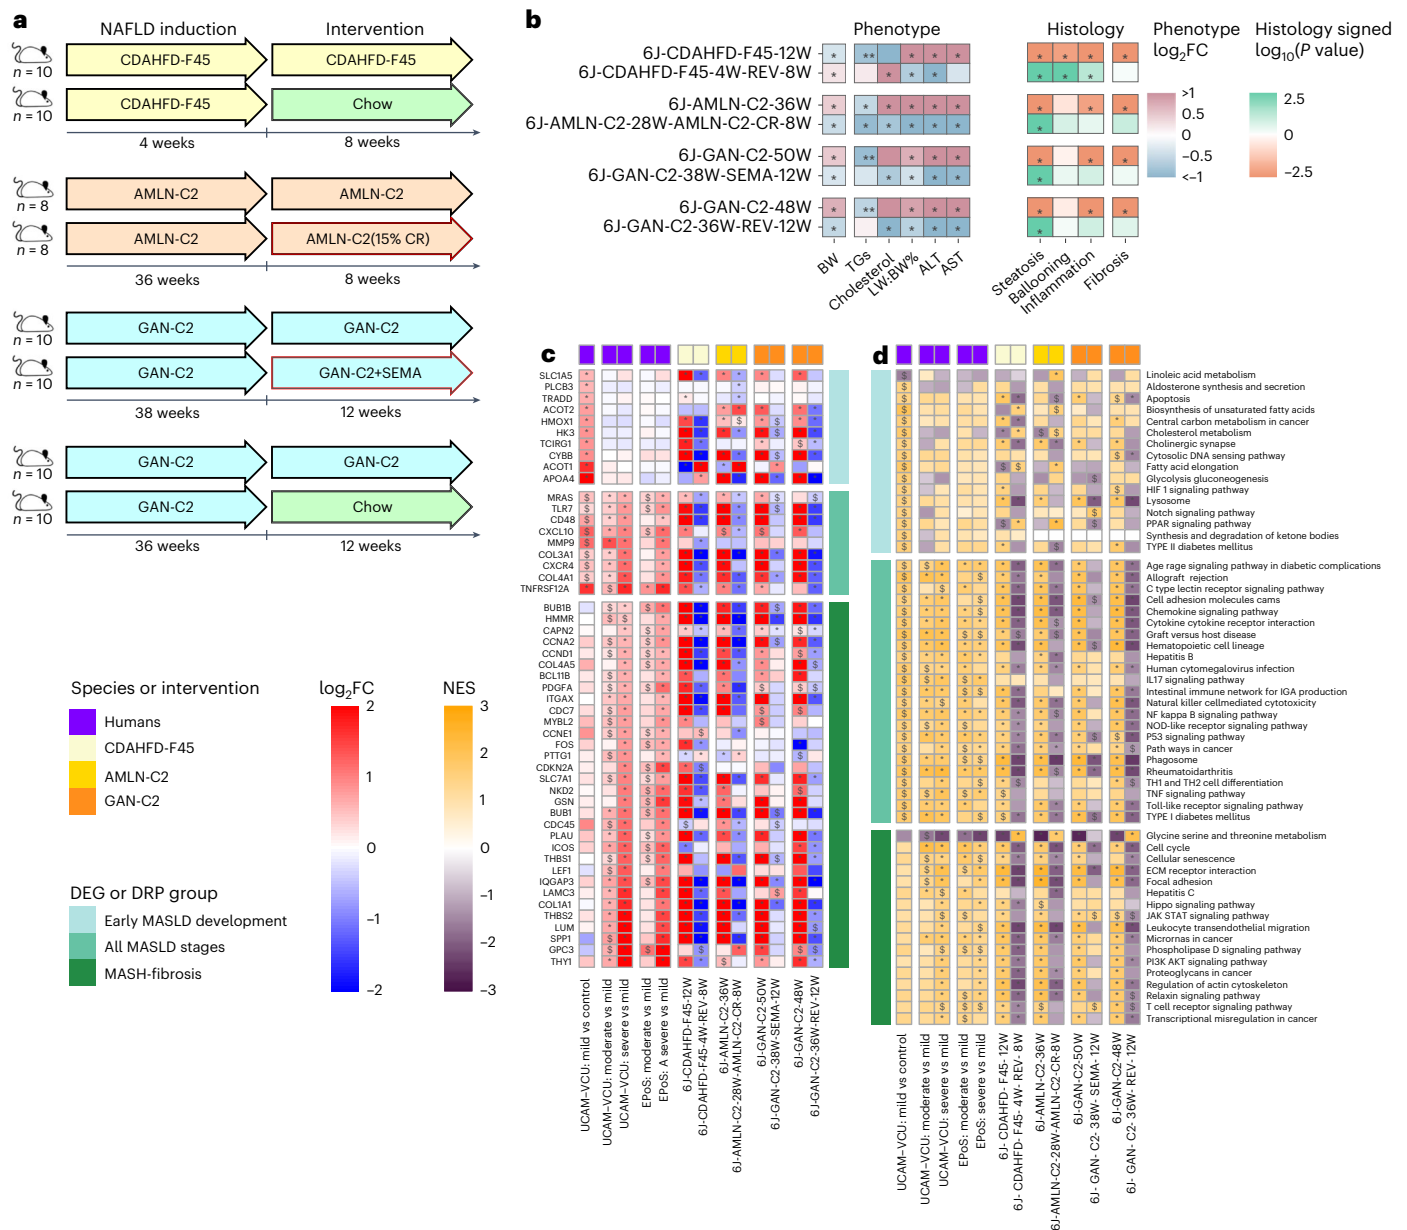 a
NAFLD induction
Intervention
n = 10
CDAHFD-F45
CDAHFD-F45
n = 10
CDAHFD-F45
Chow
4 weeks
8 weeks
n = 8
AMLN-C2
AMLN-C2
n = 8
AMLN-C2
AMLN-C2(15% CR)
36 weeks
8 weeks
n = 10
GAN-C2
GAN-C2
n = 10
GAN-C2
GAN-C2+SEMA
38 weeks
12 weeks
n = 10
GAN-C2
GAN-C2
n = 10
GAN-C2
Chow
36 weeks
12 weeks
Species or intervention
Humans
CDAHFD-F45
AMLN-C2
GAN-C2
DEG or DRP group
Early MASLD development
All MASLD stages
MASH-fibrosis
log2FC
2
1
0
−1
−2
NES
3
2
1
0
−1
−2
−3
b
Phenotype
Histology
6J-CDAHFD-F45-12W
6J-CDAHFD-F45-4W-REV-8W
6J-AMLN-C2-36W
6J-AMLN-C2-28W-AMLN-C2-CR-8W
6J-GAN-C2-50W
6J-GAN-C2-38W-SEMA-12W
6J-GAN-C2-48W
6J-GAN-C2-36W-REV-12W
BW
TGs
Cholesterol
LW:BW%
ALT
AST
Steatosis
Ballooning
Inflammation
Fibrosis
Phenotype
log2FC
>1
0.5
0
−0.5
<−1
Histology signed
log10(P value)
2.5
0
−2.5
c
SLC1A5
PLCB3
TRADD
ACOT2
HMOX1
HK3
TCIRG1
CYBB
ACOT1
APOA4
MRAS
TLR7
CD48
CXCL10
MMP9
COL3A1
CXCR4
COL4A1
TNFRSF12A
BUB1B
HMMR
CAPN2
CCNA2
CCND1
COL4A5
BCL11B
PDGFA
ITGAX
CDC7
MYBL2
CCNE1
FOS
PTTG1
CDKN2A
SLC7A1
NKD2
GSN
BUB1
CDC45
PLAU
ICOS
THBS1
LEF1
IQGAP3
LAMC3
COL1A1
THBS2
LUM
SPP1
GPC3
THY1
UCAM–VCU: mild vs control
UCAM–VCU: moderate vs mild
UCAM–VCU: severe vs mild
EPoS: moderate vs mild
EPoS: A severe vs mild
6J-CDAHFD-F45-12W
6J-CDAHFD-F45-4W-REV-8W
6J-AMLN-C2-36W
6J-AMLN-C2-28W-AMLN-C2-CR-8W
6J-GAN-C2-50W
6J-GAN-C2-38W-SEMA-12W
6J-GAN-C2-48W
6J-GAN-C2-36W-REV-12W
d
Linoleic acid metabolism
Aldosterone synthesis and secretion
Apoptosis
Biosynthesis of unsaturated fatty acids
Central carbon metabolism in cancer
Cholesterol metabolism
Cholinergic synapse
Cytosolic DNA sensing pathway
Fatty acid elongation
Glycolysis gluconeogenesis
HIF 1 signaling pathway
Lysosome
Notch signaling pathway
PPAR signaling pathway
Synthesis and degradation of ketone bodies
TYPE II diabetes mellitus
Age rage signaling pathway in diabetic complications
Allograft rejection
C type lectin receptor signaling pathway
Cell adhesion molecules cams
Chemokine signaling pathway
Cytokine cytokine receptor interaction
Graft versus host disease
Hematopoietic cell lineage
Hepatitis B
Human cytomegalovirus infection
IL17 signaling pathway
Intestinal immune network for IGA production
Natural killer cellmediated cytotoxicity
NF kappa B signaling pathway
NOD-like receptor signaling pathway
P53 signaling pathway
Path ways in cancer
Phagosome
Rheumatoidarthritis
TH1 and TH2 cell differentiation
TNF signaling pathway
Toll-like receptor signaling pathway
TYPE I diabetes mellitus
Glycine serine and threonine metabolism
Cell cycle
Cellular senescence
ECM receptor interaction
Focal adhesion
Hepatitis C
Hippo signaling pathway
JAK STAT signaling pathway
Leukocyte transendothelial migration
Micrornas in cancer
Phospholipase D signaling pathway
PI3K AKT signaling pathway
Proteoglycans in cancer
Regulation of actin cytoskeleton
Relaxin signaling pathway
T cell receptor signaling pathway
Transcriptional misregulation in cancer
UCAM–VCU: mild vs control
UCAM–VCU: moderate vs mild
UCAM–VCU: severe vs mild
EPoS: moderate vs mild
EPoS: severe vs mild
6J- CDAHFD- F45- 12W
6J- CDAHFD- F45- 4W- REV- 8W
6J-AMLN-C2-36W
6J-AMLN-C2-28W-AMLN-C2-CR-8W
6J-GAN-C2-50W
6J- GAN- C2- 38W- SEMA- 12W
6J-GAN-C2-48W
6J- GAN- C2- 36W- REV- 12W